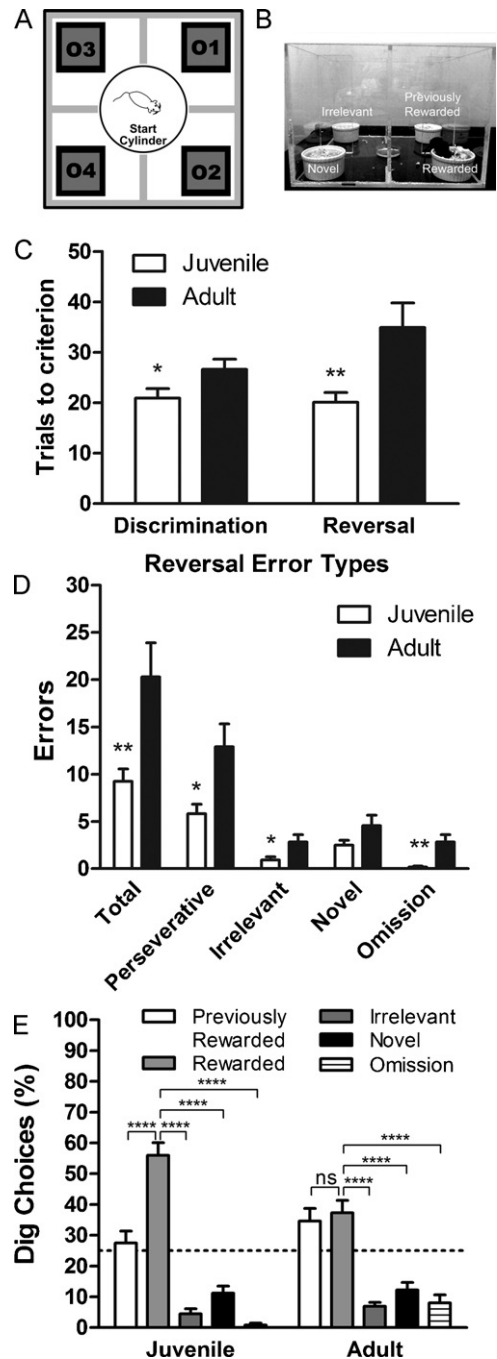 A
O3
O1
Start
Cylinder
O4
O2
B
Irrelevant
Previously
Rewarded
Novel
Rewarded
C
50
40
30
20
10
0
Trials to criterion
Juvenile
Adult
*
**
Discrimination
Reversal
Reversal Error Types
D
30
25
20
15
10
5
0
Errors
Juvenile
Adult
**
*
*
**
Total
Perseverative
Irrelevant
Novel
Omission
E
100
90
80
70
60
50
40
30
20
10
0
Dig Choices (%)
Previously
Rewarded
Rewarded
Irrelevant
Novel
Omission
****
****
**** ****
****
****
ns ****
Juvenile
Adult